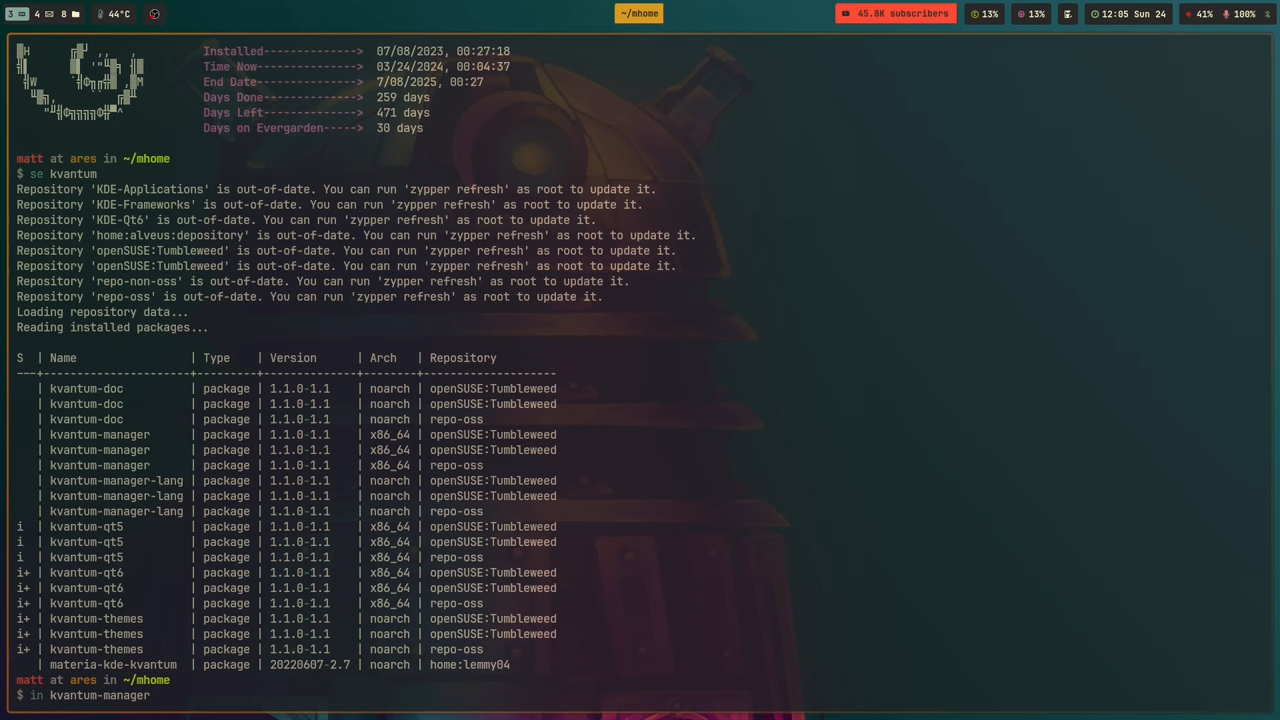 3 4 8 44°C ~/mhome 45.8K subscribers 13% 13% 12:05 Sun 24 41% 100%
Installed--------------> 07/08/2023, 00:27:18
Time Now---------------> 03/24/2024, 00:04:37
End Date---------------> 7/08/2025, 00:27
Days Done--------------> 259 days
Days Left--------------> 471 days
Days on Evergarden-----> 30 days
matt at ares in ~/mhome
$ se kvantum
Repository 'KDE-Applications' is out-of-date. You can run 'zypper refresh' as root to update it.
Repository 'KDE-Frameworks' is out-of-date. You can run 'zypper refresh' as root to update it.
Repository 'KDE-Qt6' is out-of-date. You can run 'zypper refresh' as root to update it.
Repository 'home:alveus:depository' is out-of-date. You can run 'zypper refresh' as root to update it.
Repository 'openSUSE:Tumbleweed' is out-of-date. You can run 'zypper refresh' as root to update it.
Repository 'openSUSE:Tumbleweed' is out-of-date. You can run 'zypper refresh' as root to update it.
Repository 'repo-non-oss' is out-of-date. You can run 'zypper refresh' as root to update it.
Repository 'repo-oss' is out-of-date. You can run 'zypper refresh' as root to update it.
Loading repository data...
Reading installed packages...
S | Name | Type | Version | Arch | Repository
---+----------------------+---------+--------------+--------+--------------------
| kvantum-doc | package | 1.1.0-1.1 | noarch | openSUSE:Tumbleweed
| kvantum-doc | package | 1.1.0-1.1 | noarch | openSUSE:Tumbleweed
| kvantum-doc | package | 1.1.0-1.1 | noarch | repo-oss
| kvantum-manager | package | 1.1.0-1.1 | x86_64 | openSUSE:Tumbleweed
| kvantum-manager | package | 1.1.0-1.1 | x86_64 | openSUSE:Tumbleweed
| kvantum-manager | package | 1.1.0-1.1 | x86_64 | repo-oss
| kvantum-manager-lang | package | 1.1.0-1.1 | noarch | openSUSE:Tumbleweed
| kvantum-manager-lang | package | 1.1.0-1.1 | noarch | openSUSE:Tumbleweed
| kvantum-manager-lang | package | 1.1.0-1.1 | noarch | repo-oss
i | kvantum-qt5 | package | 1.1.0-1.1 | x86_64 | openSUSE:Tumbleweed
i | kvantum-qt5 | package | 1.1.0-1.1 | x86_64 | openSUSE:Tumbleweed
i | kvantum-qt5 | package | 1.1.0-1.1 | x86_64 | repo-oss
i+ | kvantum-qt6 | package | 1.1.0-1.1 | x86_64 | openSUSE:Tumbleweed
i+ | kvantum-qt6 | package | 1.1.0-1.1 | x86_64 | openSUSE:Tumbleweed
i+ | kvantum-qt6 | package | 1.1.0-1.1 | x86_64 | repo-oss
i+ | kvantum-themes | package | 1.1.0-1.1 | noarch | openSUSE:Tumbleweed
i+ | kvantum-themes | package | 1.1.0-1.1 | noarch | openSUSE:Tumbleweed
i+ | kvantum-themes | package | 1.1.0-1.1 | noarch | repo-oss
| materia-kde-kvantum | package | 20220607-2.7 | noarch | home:lemmy04
matt at ares in ~/mhome
$ in kvantum-manager